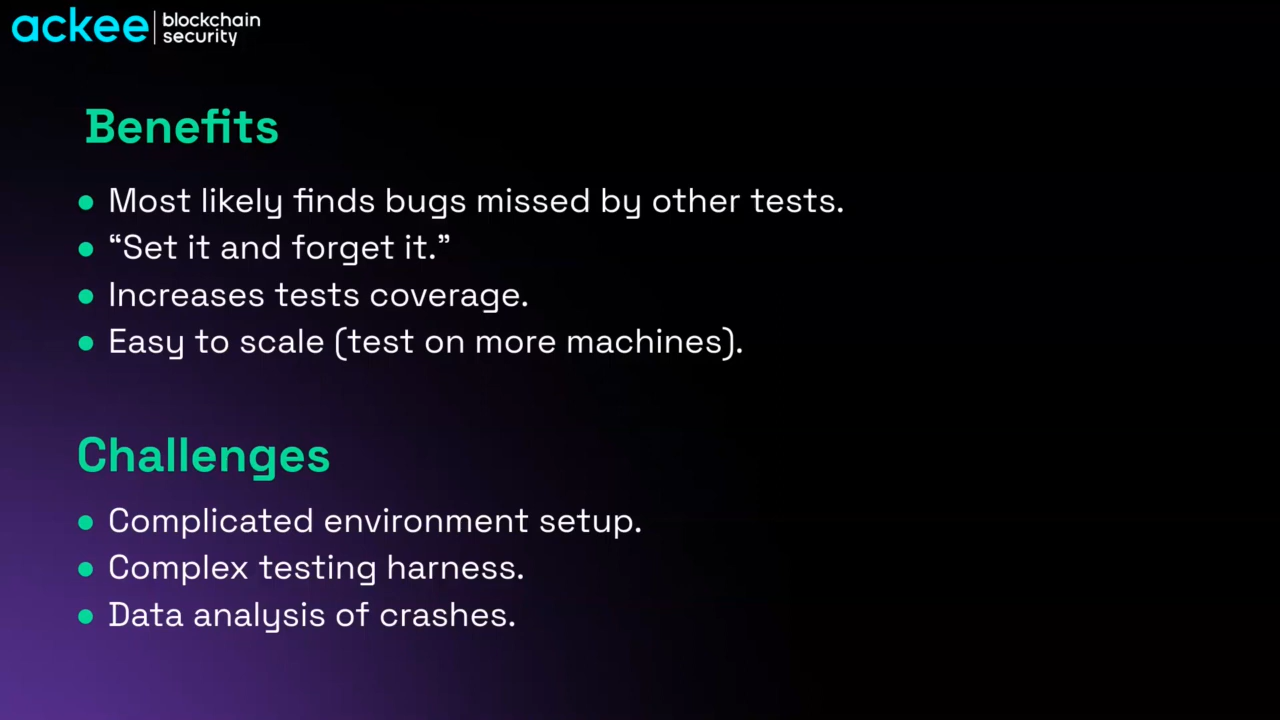 ackee blockchain
security
Benefits
• Most likely finds bugs missed by other tests.
• “Set it and forget it.”
• Increases tests coverage.
• Easy to scale (test on more machines).
Challenges
• Complicated environment setup.
• Complex testing harness.
• Data analysis of crashes.